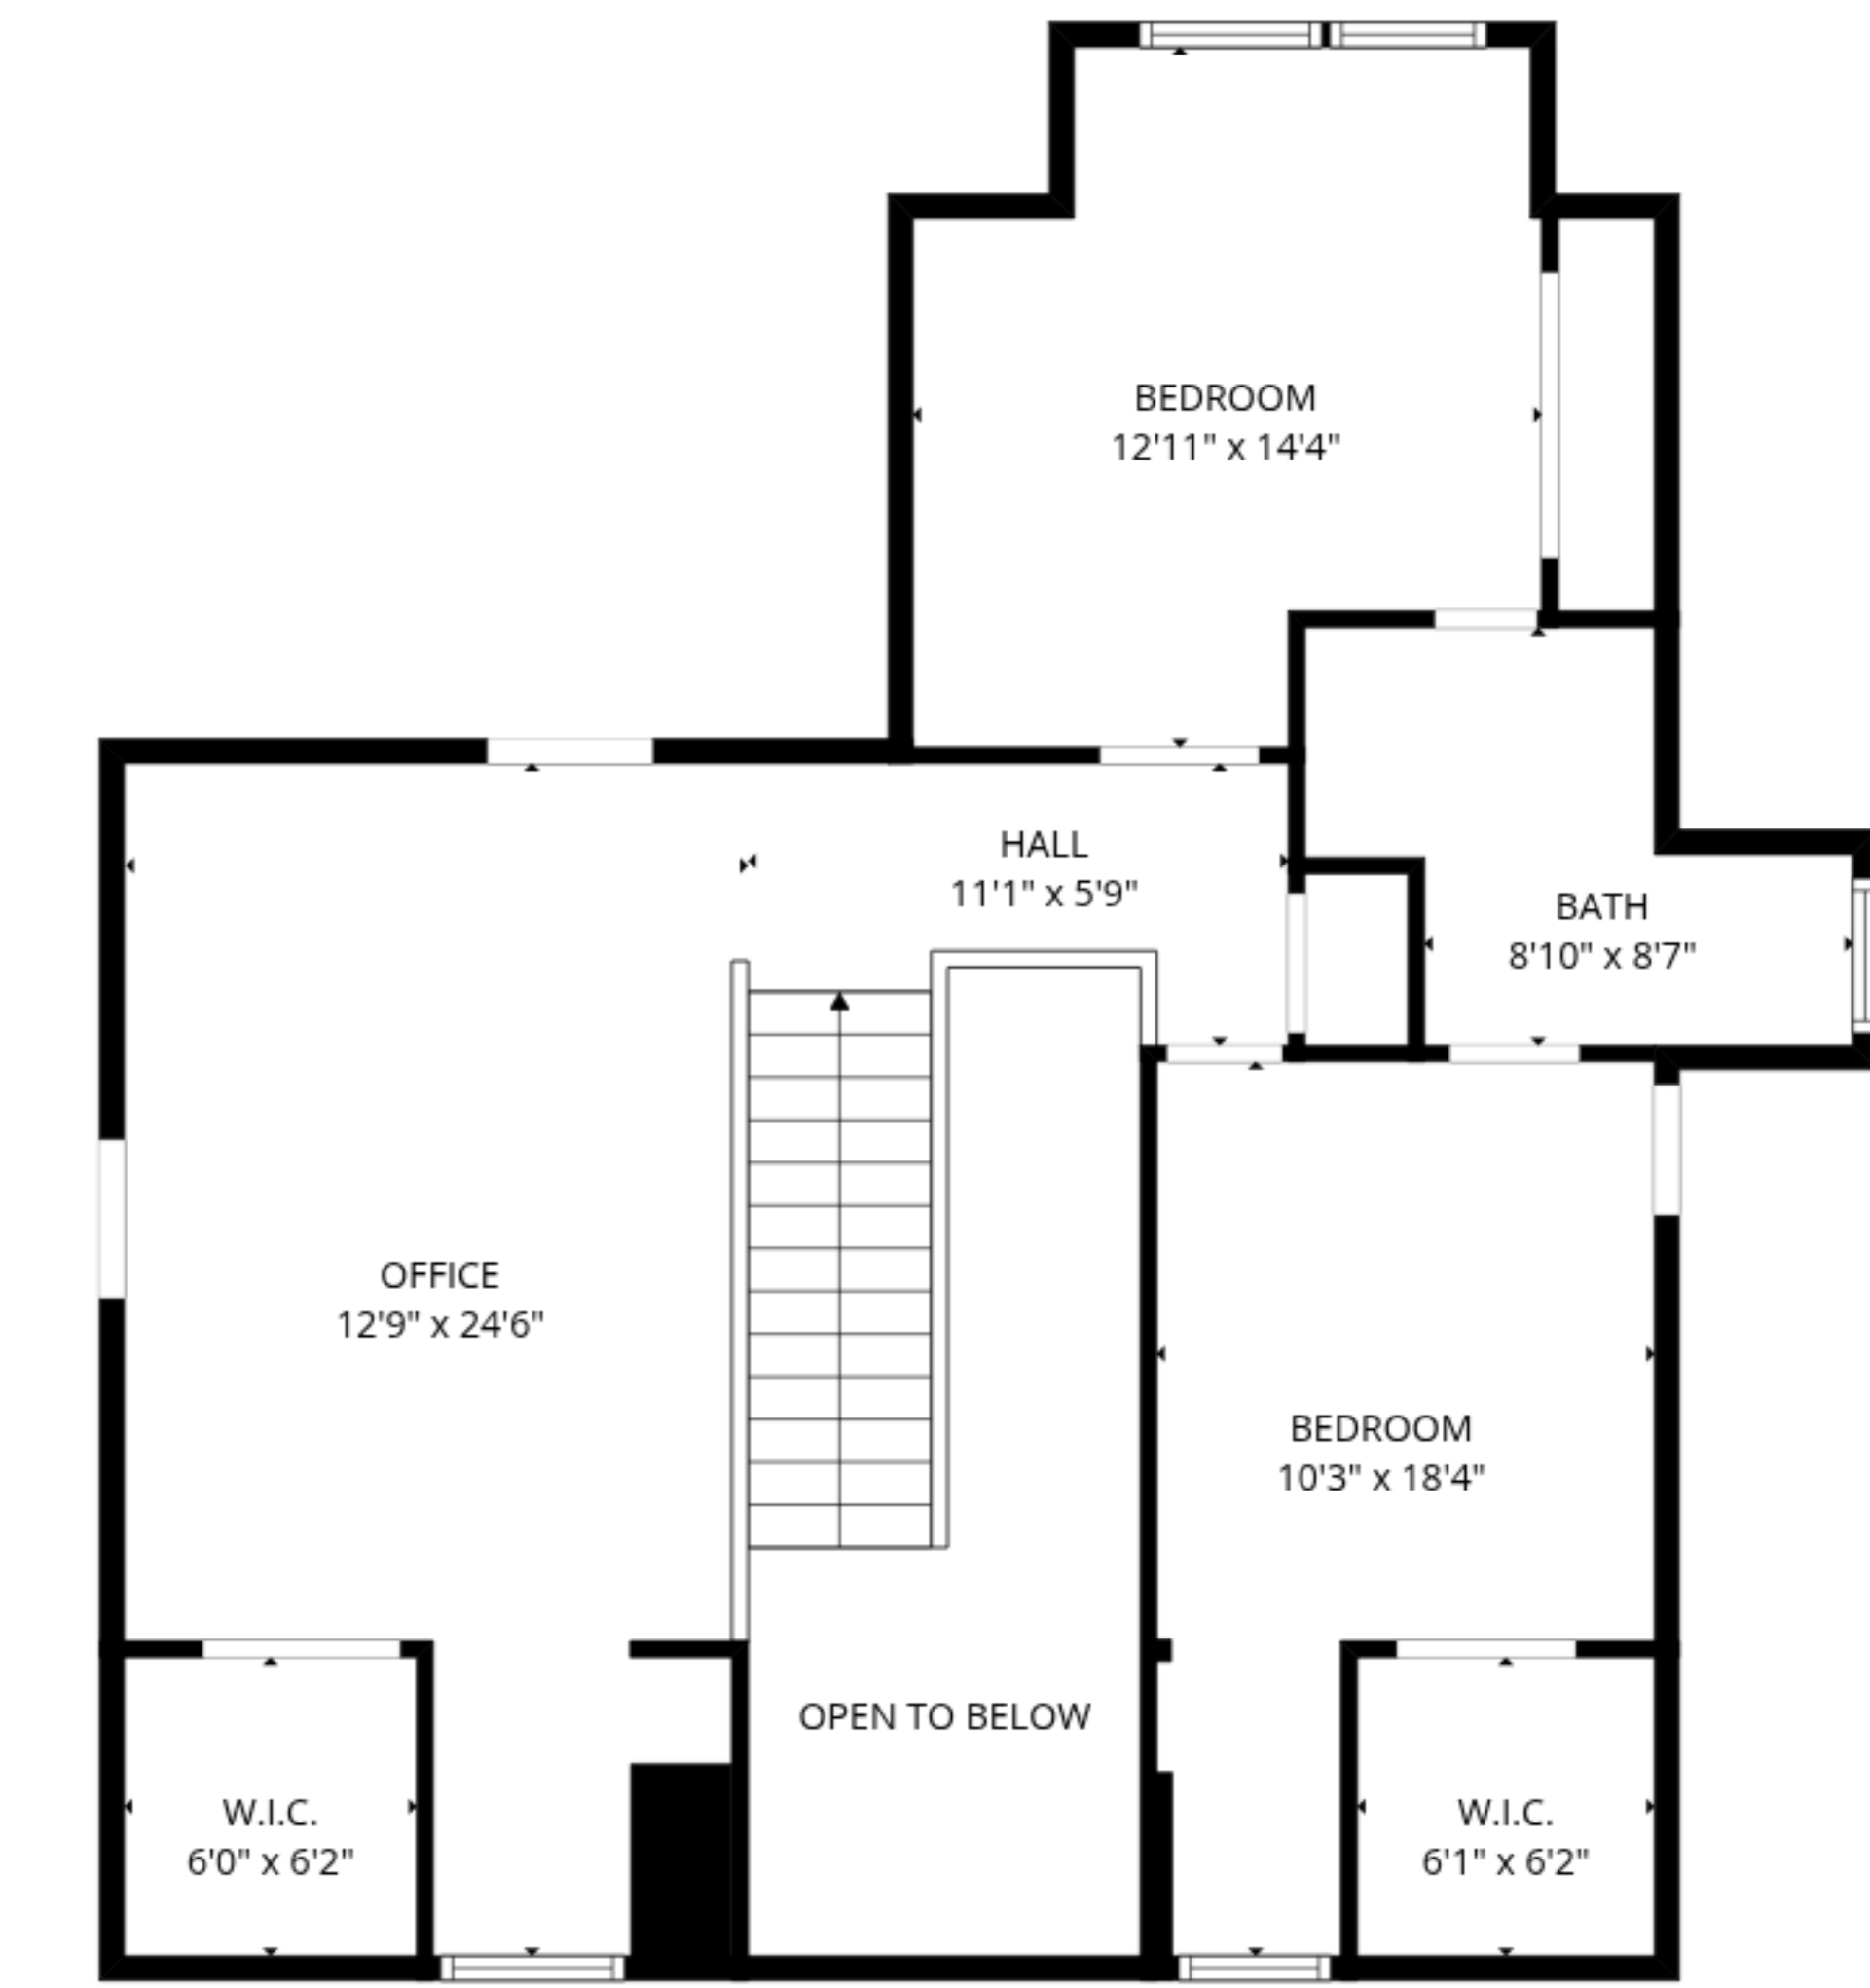 BEDROOM
12'11" x 14'4"
HALL
11'1" x 5'9"
BATH
8'10" x 8'7"
OFFICE
12'9" x 24'6"
BEDROOM
10'3" x 18'4"
OPEN TO BELOW
W.I.C.
6'0" x 6'2"
W.I.C.
6'1" x 6'2"